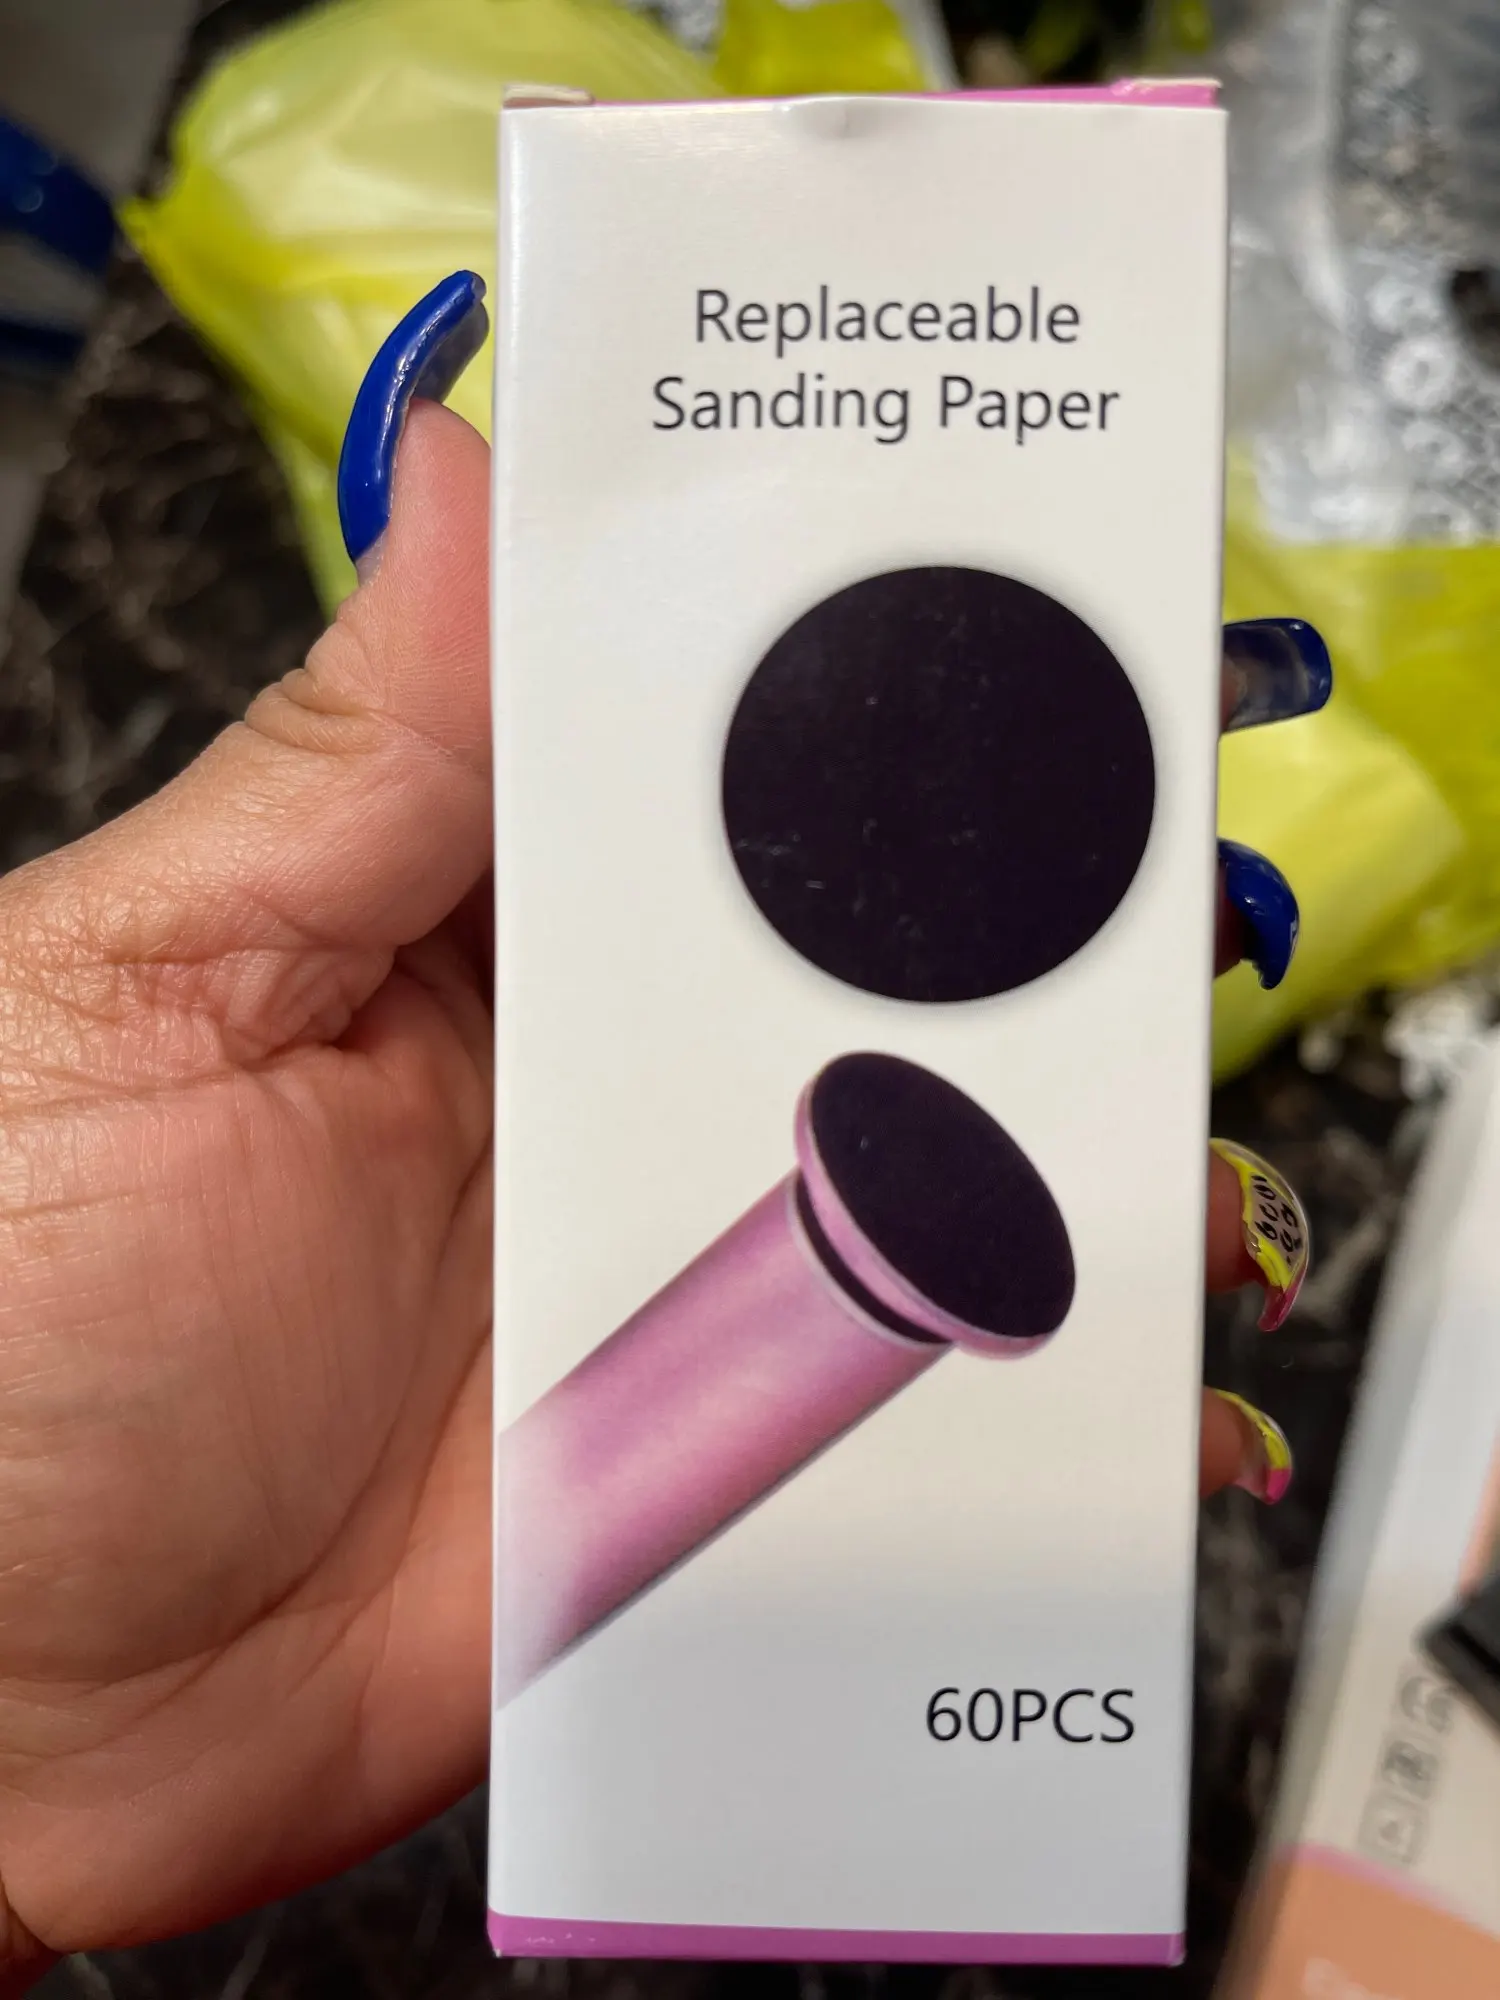 Replaceable
Sanding Paper
60PCS